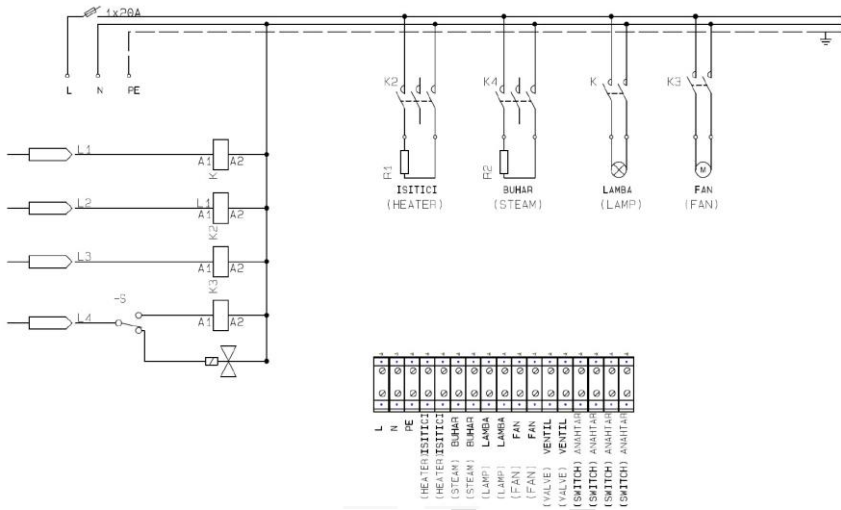 1x20A
L N PE
K2 K4 K K3
R1 R2
ISITICI BUHAR LAMBA FAN
(HEATER) (STEAM) (LAMP) (FAN)
M
L1 A1 A2
K
L2 L1 A1 A2
K2
L3 A1 A2
K3
-S
L4 A1 A2
L
N
PE
(HEATER)ISITICI
(HEATER)ISITICI
(STEAM) BUHAR
(STEAM) BUHAR
(LAMP) LAMBA
(LAMP) LAMBA
(FAN) FAN
(FAN) FAN
(VALVE) VENTIL
(VALVE) VENTIL
(SWITCH) ANAHTAR
(SWITCH) ANAHTAR
(SWITCH) ANAHTAR
(SWITCH) ANAHTAR